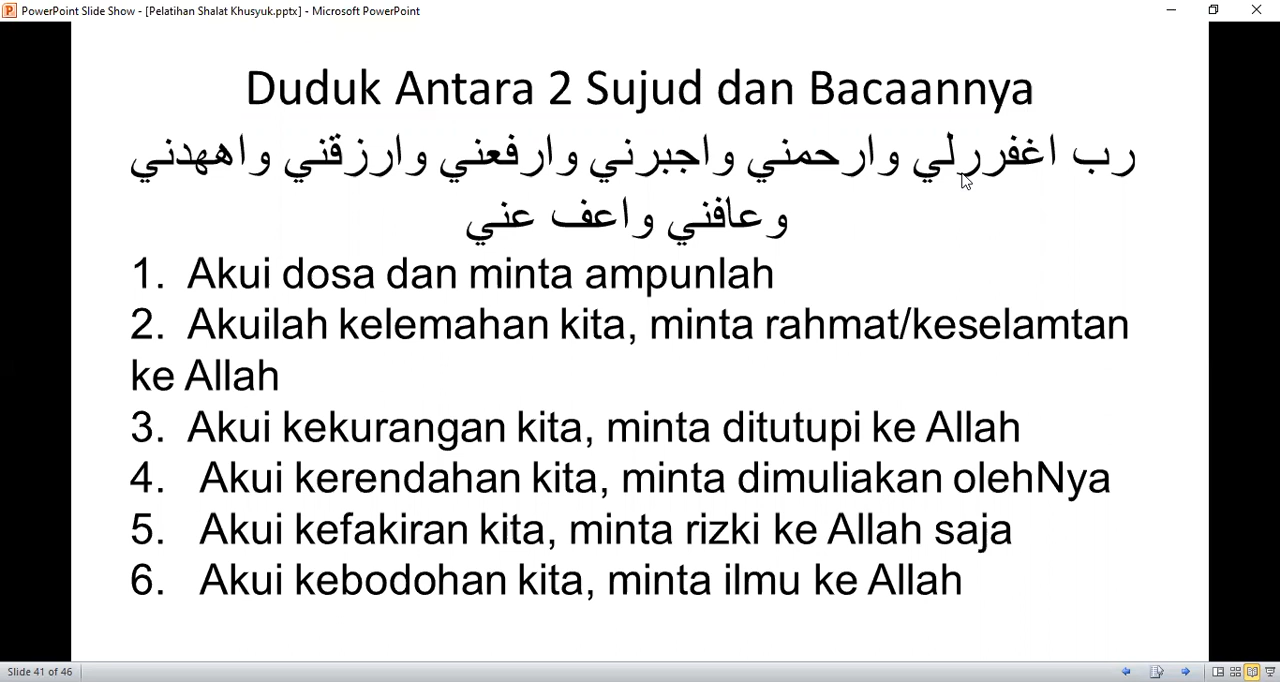 PowerPoint Slide Show - [Pelatihan Shalat Khusyuk.pptx] - Microsoft PowerPoint
Duduk Antara 2 Sujud dan Bacaannya
رب اغفررلي وارحمني واجبرني وارفعني وارزقني واههدني
وعافني واعف عني
1. Akui dosa dan minta ampunlah
2. Akuilah kelemahan kita, minta rahmat/keselamtan
ke Allah
3. Akui kekurangan kita, minta ditutupi ke Allah
4. Akui kerendahan kita, minta dimuliakan olehNya
5. Akui kefakiran kita, minta rizki ke Allah saja
6. Akui kebodohan kita, minta ilmu ke Allah
Slide 41 of 46